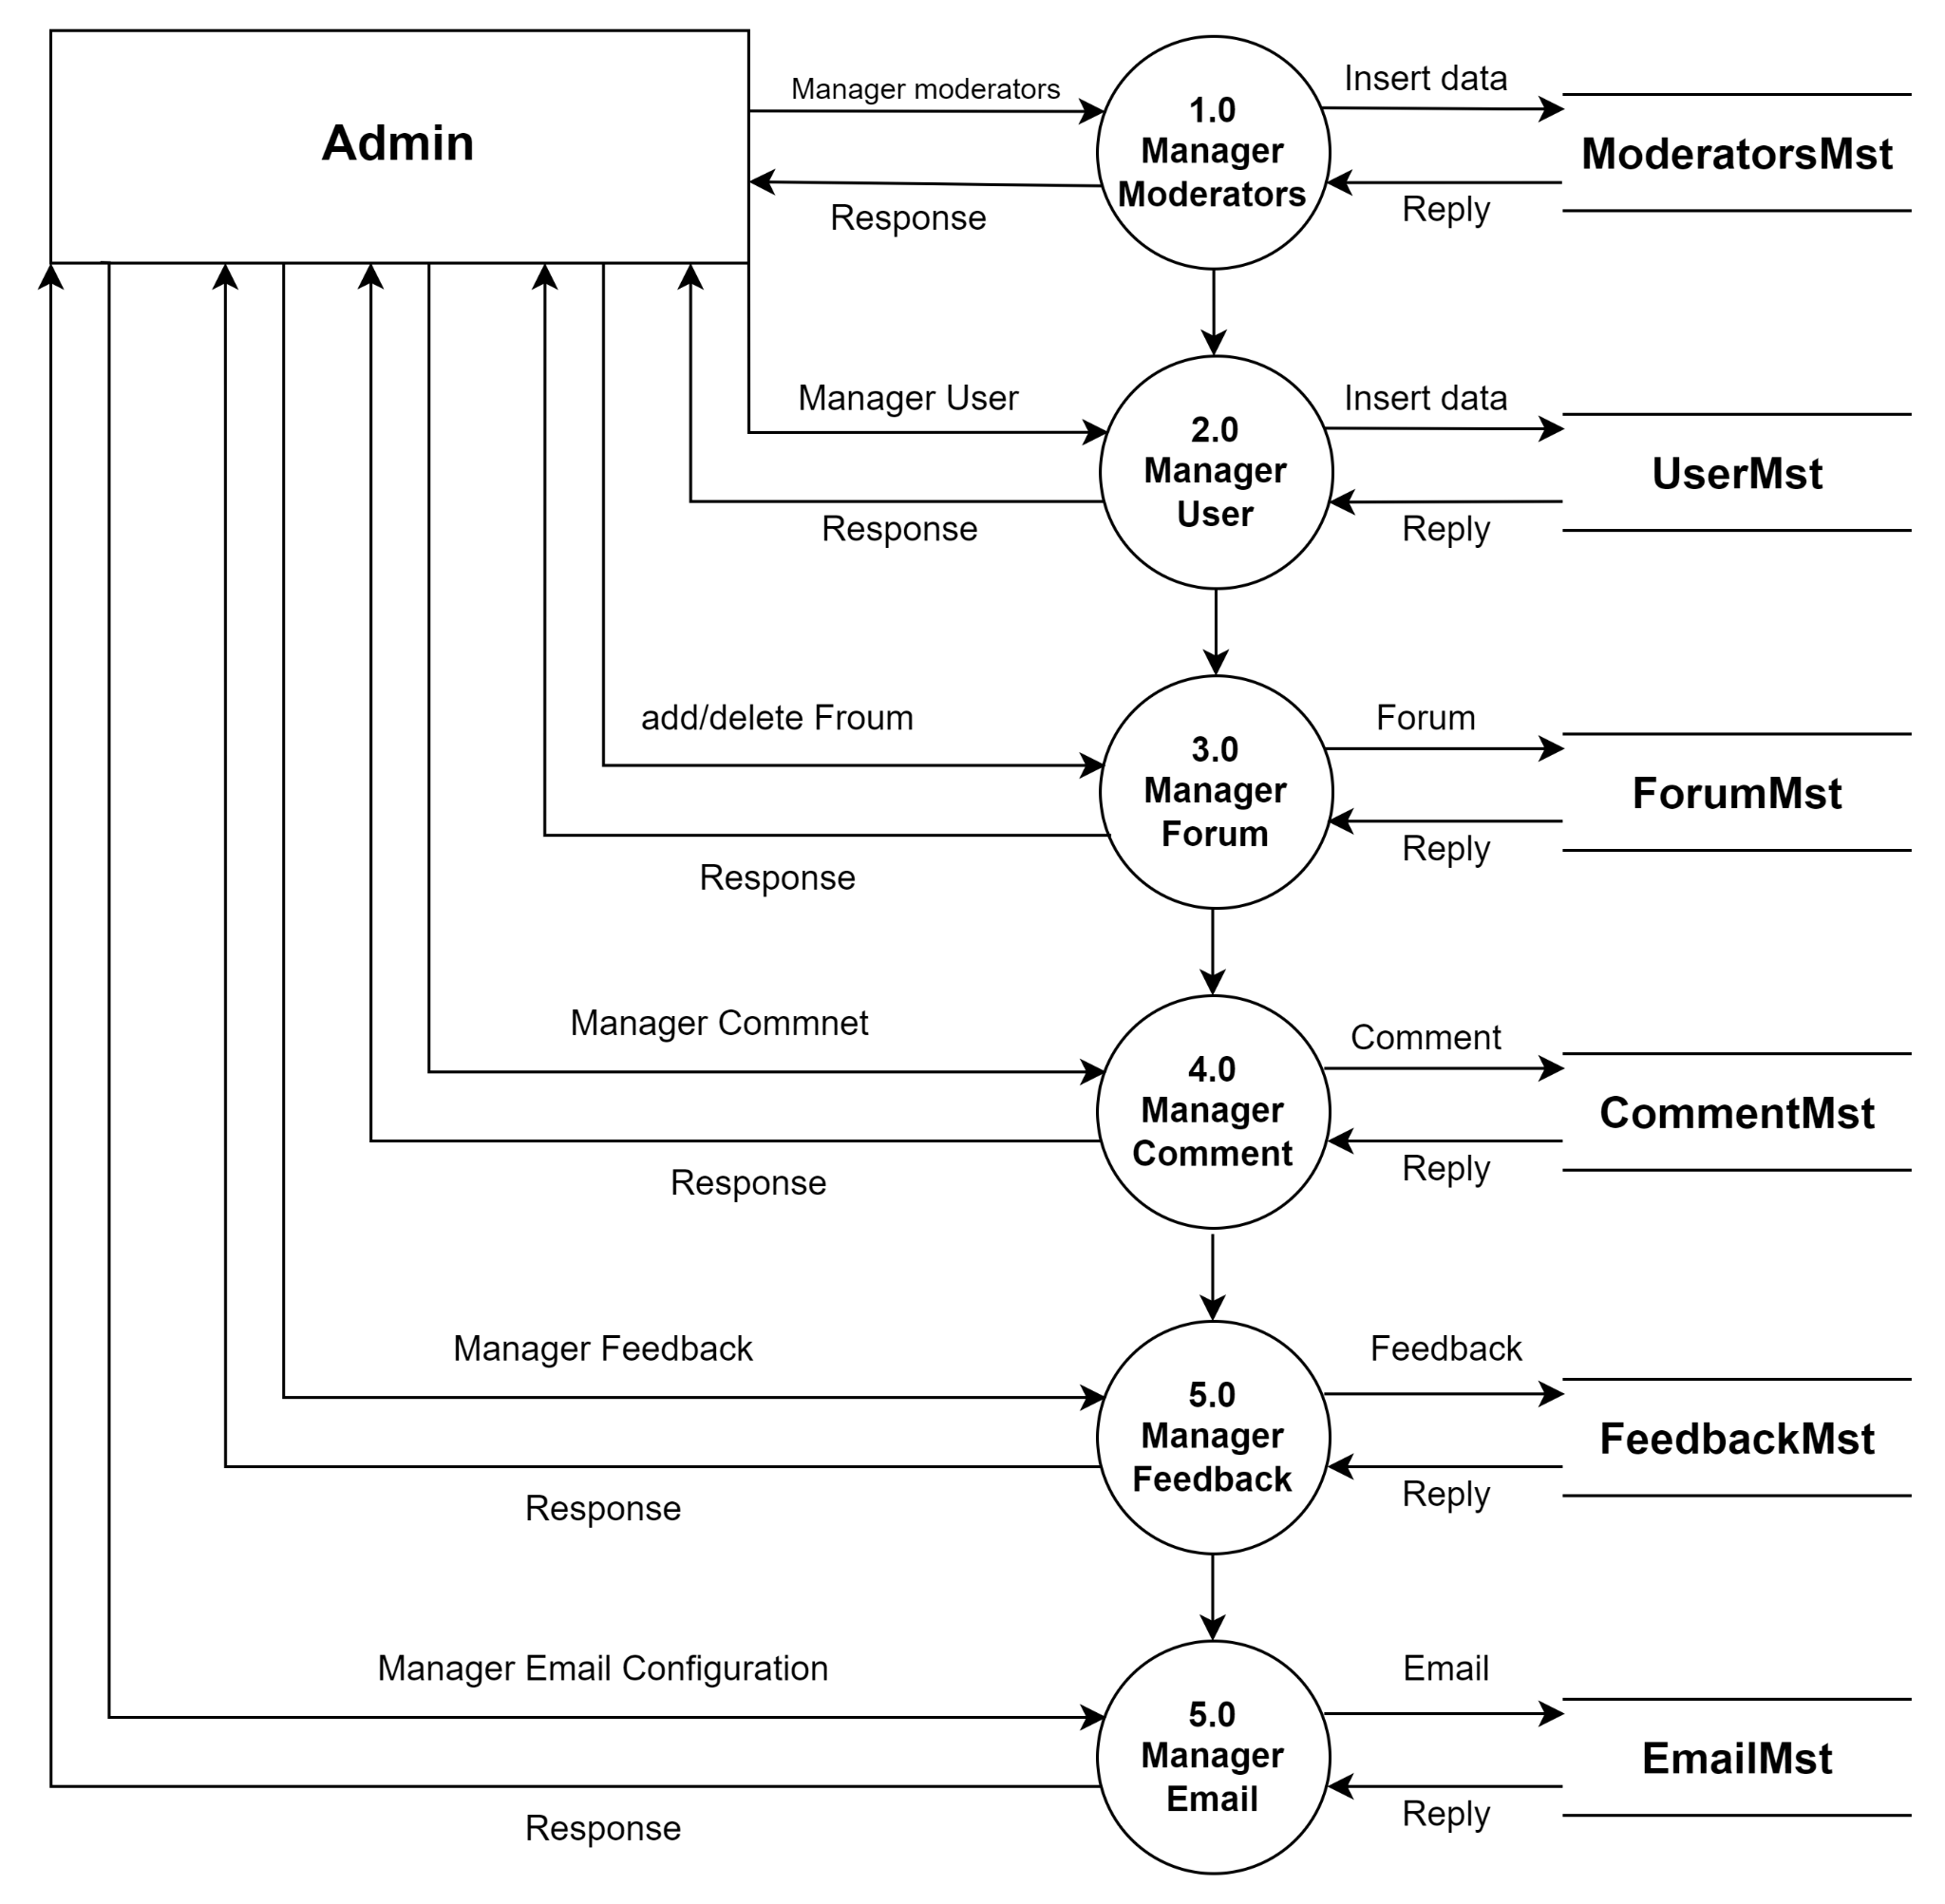 Admin
Manager moderators
Response
1.0
Manager
Moderators
Insert data
Reply
ModeratorsMst
Manager User
Response
2.0
Manager
User
Insert data
Reply
UserMst
add/delete Froum
Response
3.0
Manager
Forum
Forum
Reply
ForumMst
Manager Commnet
Response
4.0
Manager
Comment
Comment
Reply
CommentMst
Manager Feedback
Response
5.0
Manager
Feedback
Feedback
Reply
FeedbackMst
Manager Email Configuration
Response
5.0
Manager
Email
Email
Reply
EmailMst